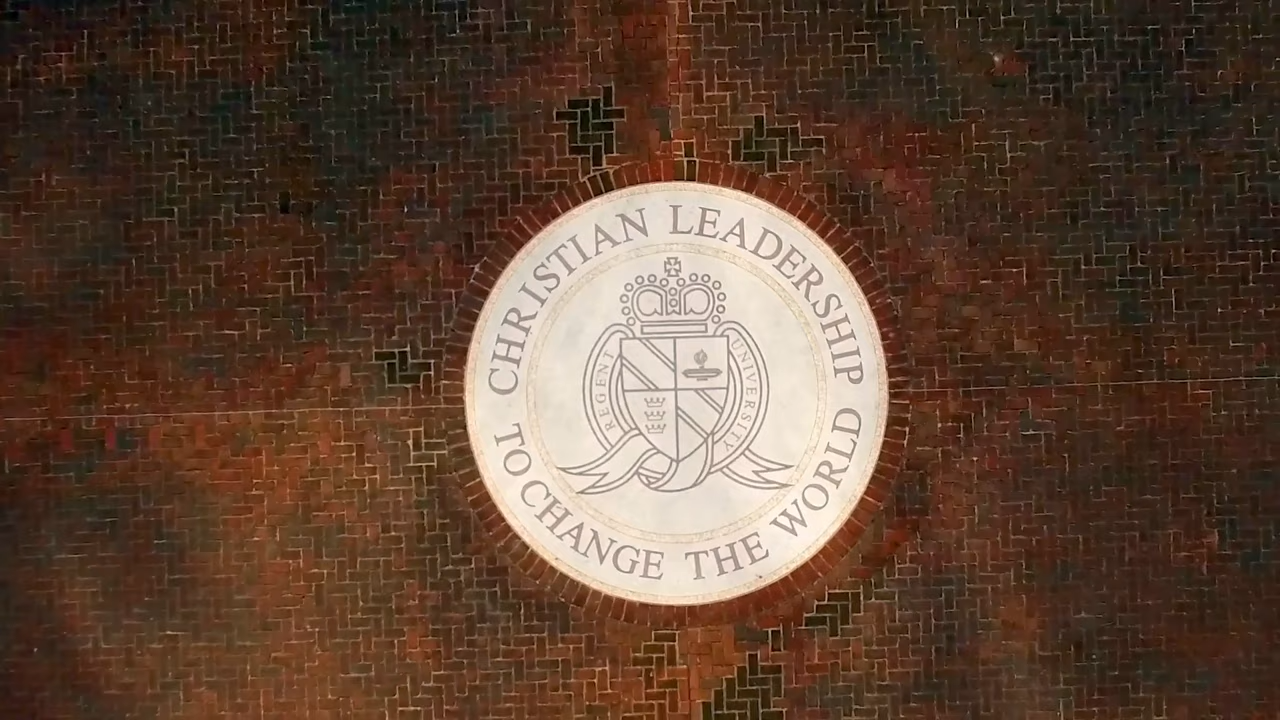 CHRISTIAN LEADERSHIP
TO CHANGE THE WORLD
REGENT
UNIVERSITY